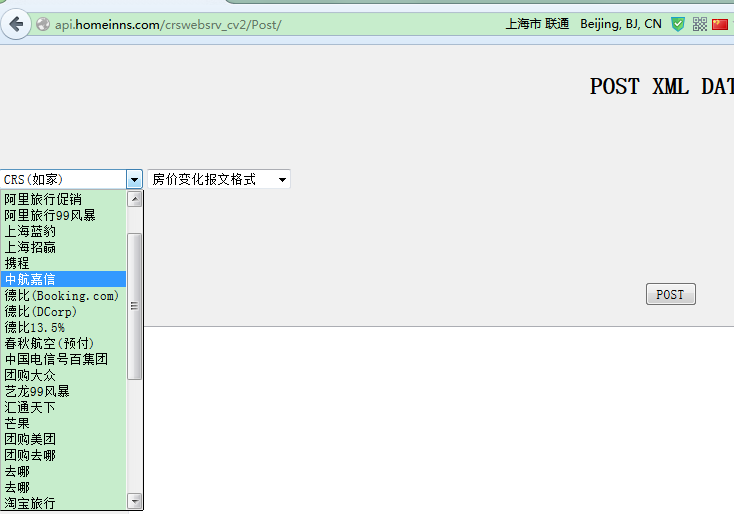 api.homeinns.com/crswebsrv_cv2/Post/ 上海市 联通 Beijing, BJ, CN
POST XML DAT
CRS(如家) 房价变化报文格式
阿里旅行促销
阿里旅行99风暴
上海蓝豹
上海招赢
携程
中航嘉信
德比(Booking.com)
德比(DCorp)
德比13.5%
春秋航空(预付)
中国电信号百集团
团购大众
艺龙99风暴
汇通天下
芒果
团购美团
团购去哪
去哪
去哪
淘宝旅行
POST